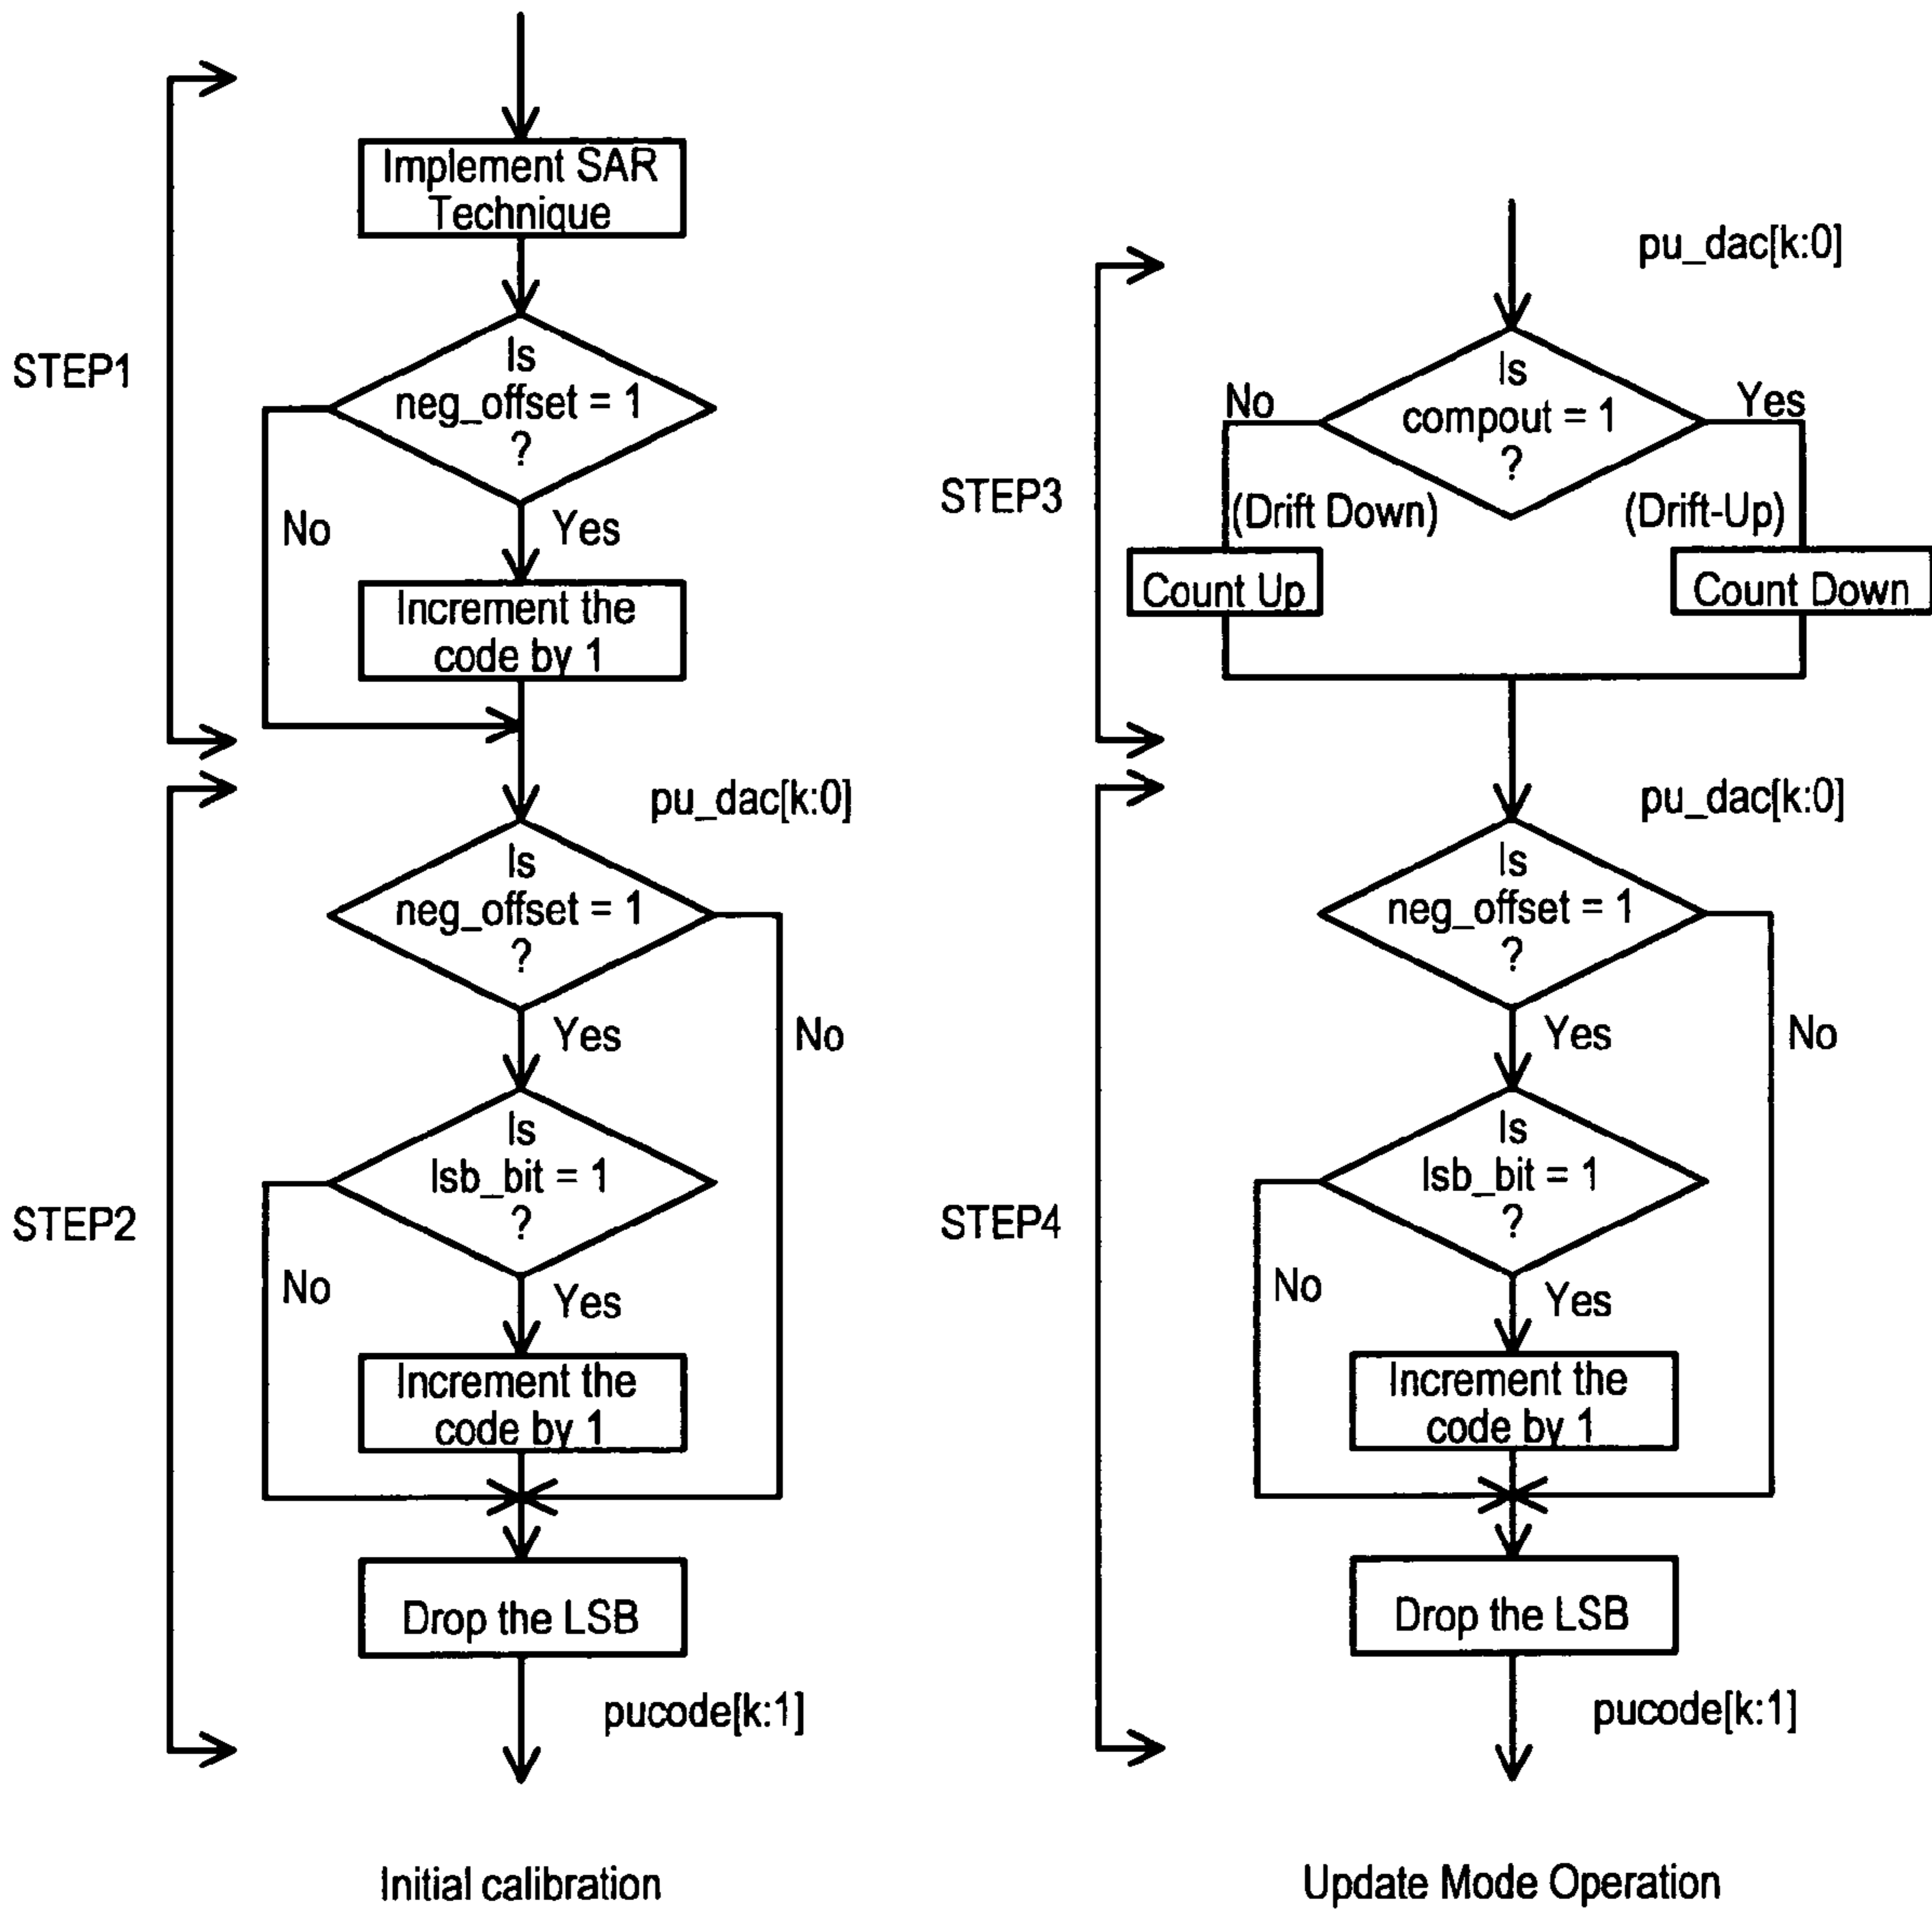 STEP1
Implement SAR
Technique
Is
neg_offset = 1
?
No
Yes
Increment the
code by 1
STEP2
pu_dac[k:0]
Is
neg_offset = 1
?
Yes
No
Is
lsb_bit = 1
?
No
Yes
Increment the
code by 1
Drop the LSB
pucode[k:1]
Initial calibration
STEP3
pu_dac[k:0]
Is
compout = 1
?
No
Yes
(Drift Down)
(Drift-Up)
Count Up
Count Down
STEP4
pu_dac[k:0]
Is
neg_offset = 1
?
Yes
No
Is
lsb_bit = 1
?
No
Yes
Increment the
code by 1
Drop the LSB
pucode[k:1]
Update Mode Operation